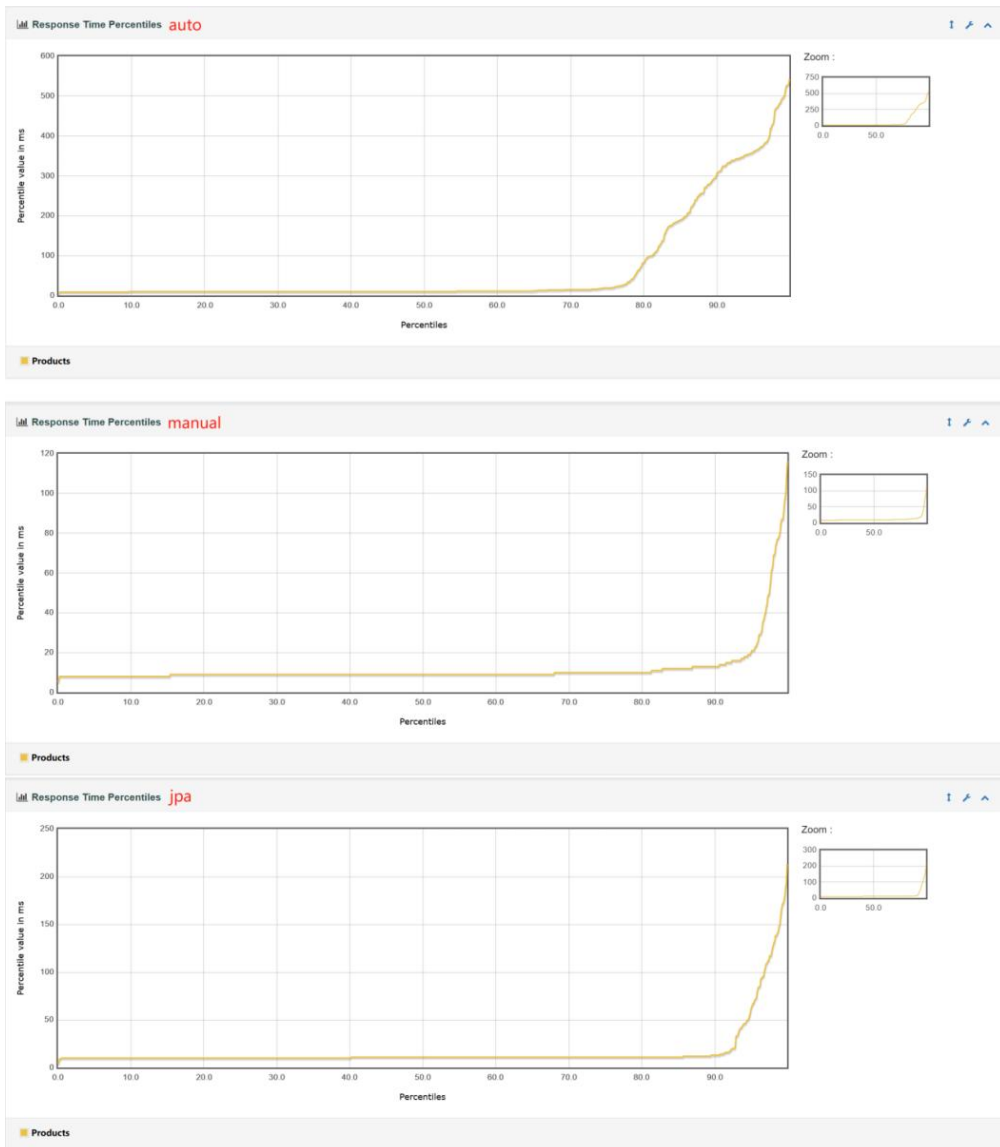 Response Time Percentiles auto
Zoom :
600
500
400
300
200
100
0
Percentile value in ms
0.0 10.0 20.0 30.0 40.0 50.0 60.0 70.0 80.0 90.0
Percentiles
750
500
250
0
0.0 50.0
Products
Response Time Percentiles manual
Zoom :
120
100
80
60
40
20
0
Percentile value in ms
0.0 10.0 20.0 30.0 40.0 50.0 60.0 70.0 80.0 90.0
Percentiles
150
100
50
0
0.0 50.0
Products
Response Time Percentiles jpa
Zoom :
250
200
150
100
50
0
Percentile value in ms
0.0 10.0 20.0 30.0 40.0 50.0 60.0 70.0 80.0 90.0
Percentiles
300
200
100
0
0.0 50.0
Products